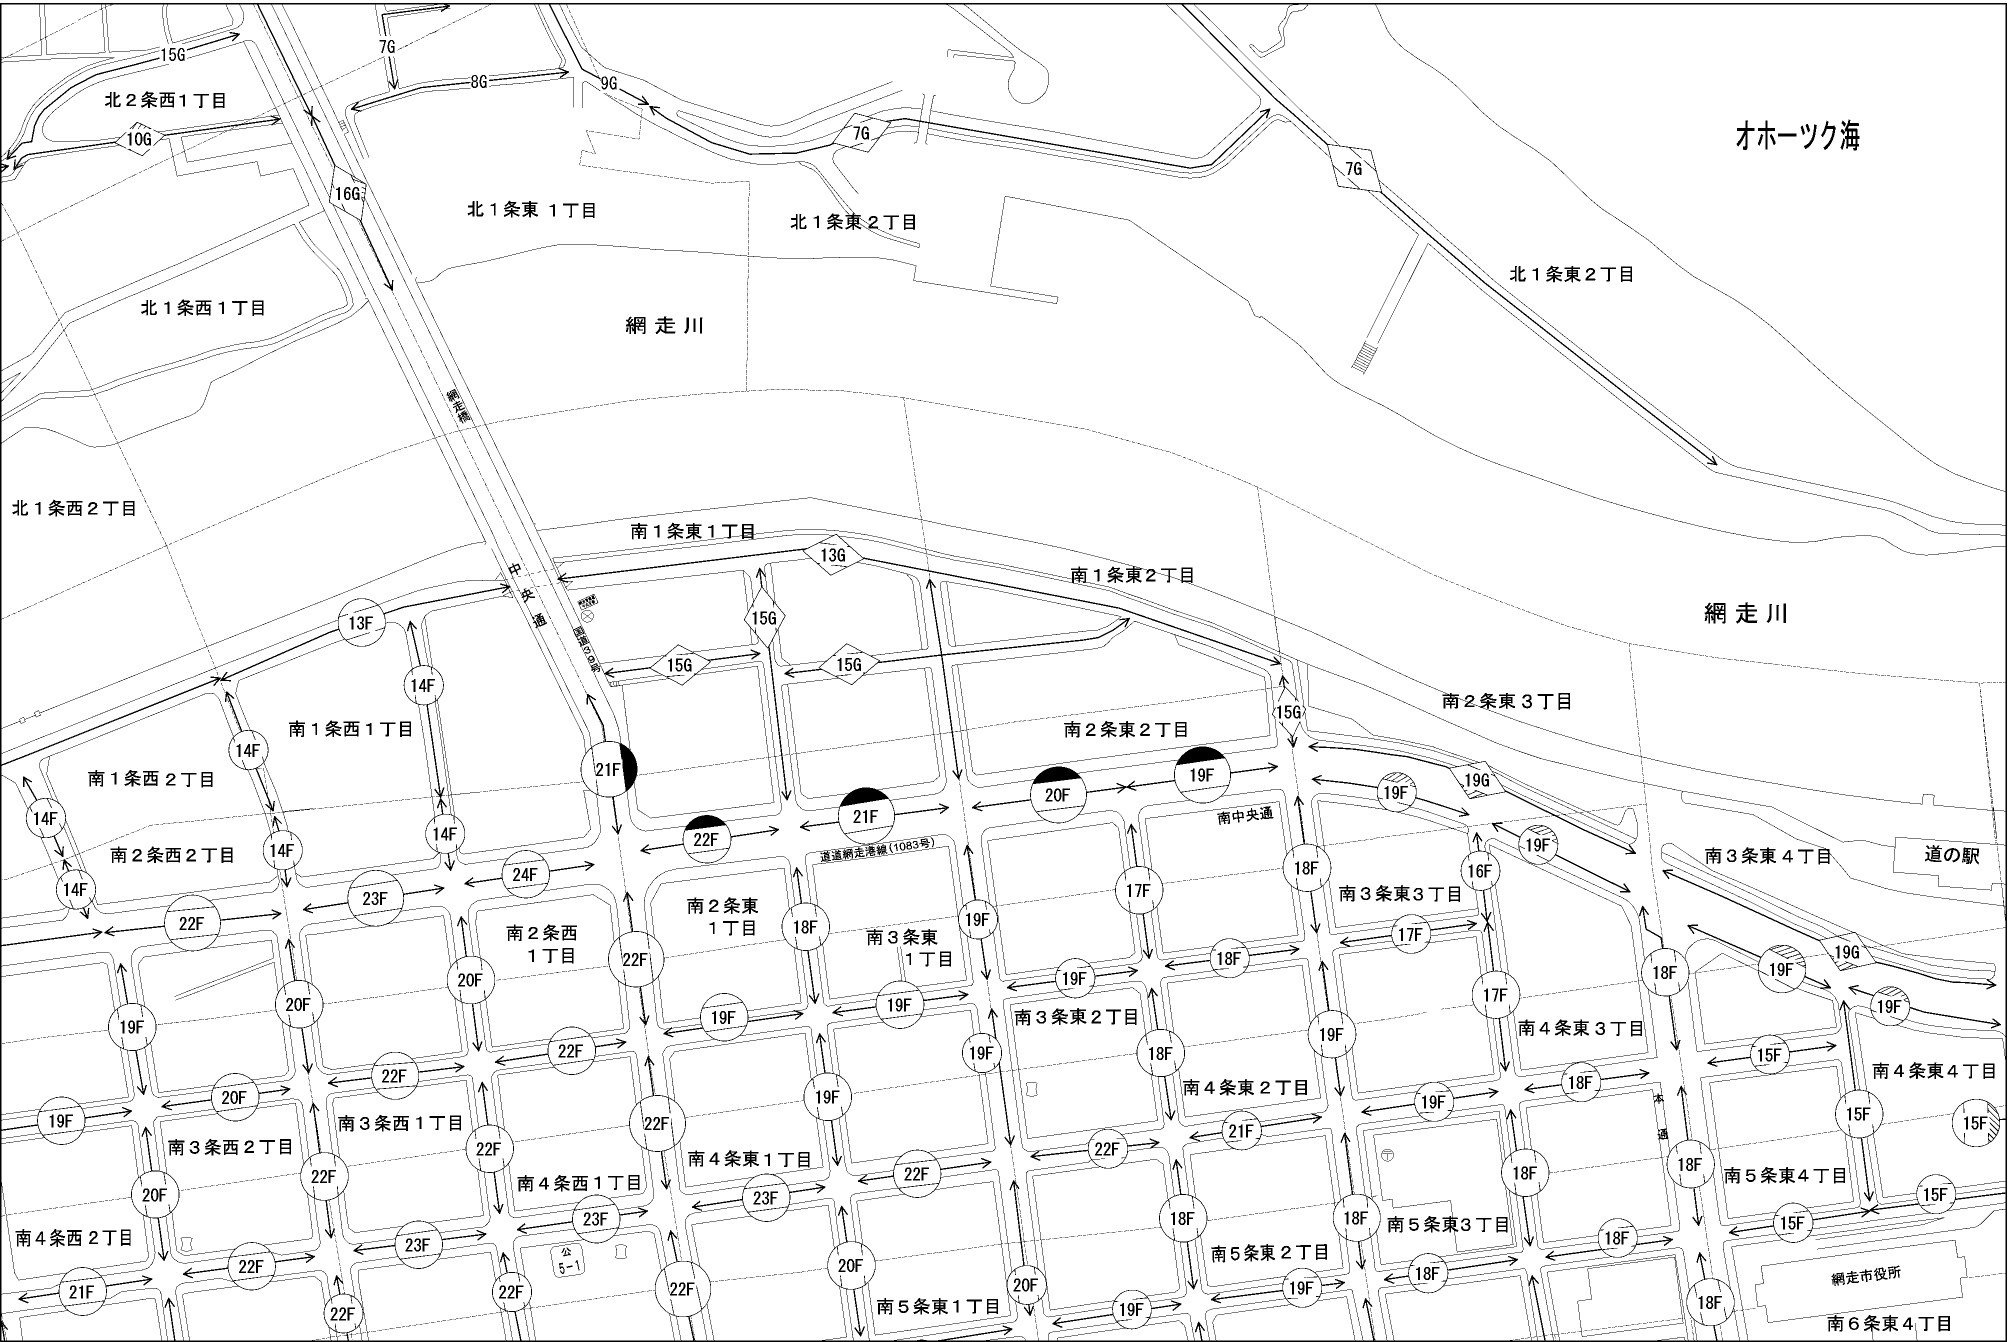 7G
15G
8G
9G
北２条西１丁目
オホーツク海
10G
7G
7G
16G
北１条東１丁目
北１条東２丁目
北１条東２丁目
北１条西１丁目
網走川
網走橋
北１条西２丁目
南１条東１丁目
13G
中央通
南１条東２丁目
13F
15G
網走川
国道39号
15G
15G
14F
南２条東３丁目
15G
南１条西１丁目
南２条東２丁目
14F
21F
南１条西２丁目
19F
19G
20F
19F
14F
21F
南中央通
14F
14F
22F
19F
道道網走港線(1083号)
南２条西２丁目
南３条東４丁目
道の駅
24F
18F
16F
14F
17F
23F
南３条東３丁目
南２条東
１丁目
22F
19F
18F
南３条東
１丁目
17F
南２条西
１丁目
22F
18F
19G
20F
19F
18F
19F
17F
20F
19F
19F
19F
南３条東２丁目
19F
19F
南４条東３丁目
22F
19F
18F
15F
22F
18F
南４条東４丁目
20F
19F
南４条東２丁目
19F
本通
19F
南３条西１丁目
22F
15F
15F
21F
南３条西２丁目
22F
22F
18F
〒
南４条東１丁目
22F
22F
18F
南５条東４丁目
南４条西１丁目
20F
23F
15F
23F
18F
18F
15F
南５条東３丁目
南４条西２丁目
23F
18F
公
5-1
南５条東２丁目
22F
20F
18F
網走市役所
21F
22F
22F
20F
19F
18F
南５条東１丁目
19F
22F
南６条東４丁目